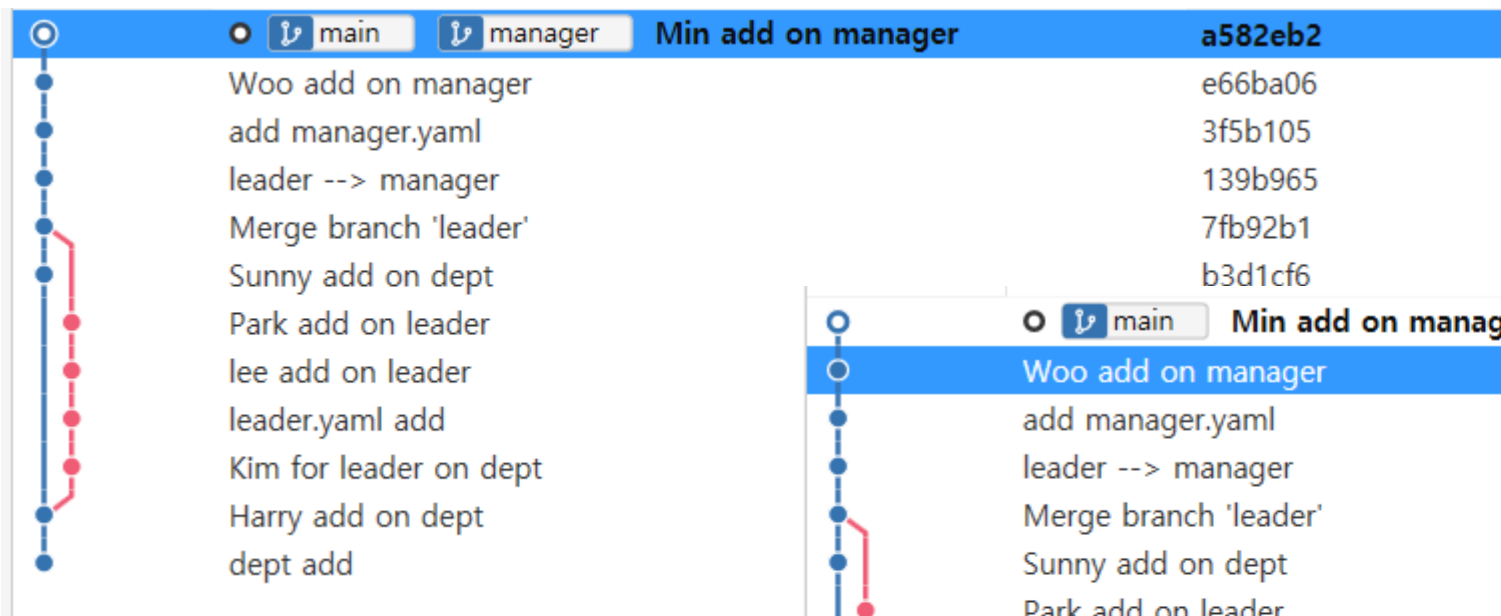 main manager Min add on manager a582eb2
Woo add on manager e66ba06
add manager.yaml 3f5b105
leader --> manager 139b965
Merge branch 'leader' 7fb92b1
Sunny add on dept b3d1cf6
Park add on leader
lee add on leader
leader.yaml add
Kim for leader on dept
Harry add on dept
dept add
main Min add on manag
Woo add on manager
add manager.yaml
leader --> manager
Merge branch 'leader'
Sunny add on dept
Park add on leader